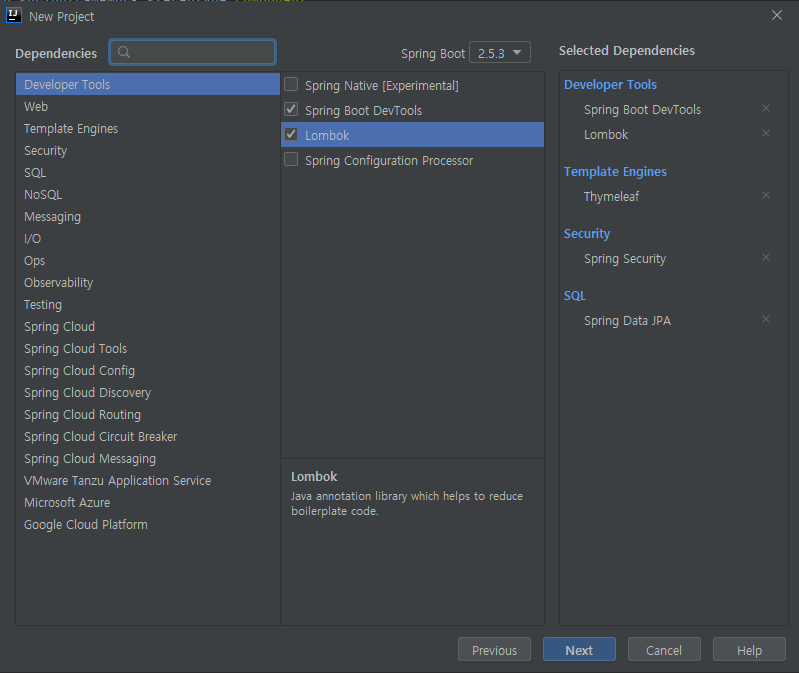 New Project
Dependencies
Spring Boot 2.5.3
Selected Dependencies
Developer Tools
Web
Template Engines
Security
SQL
NoSQL
Messaging
I/O
Ops
Observability
Testing
Spring Cloud
Spring Cloud Tools
Spring Cloud Config
Spring Cloud Discovery
Spring Cloud Routing
Spring Cloud Circuit Breaker
Spring Cloud Messaging
VMware Tanzu Application Service
Microsoft Azure
Google Cloud Platform
Spring Native [Experimental]
Spring Boot DevTools
Lombok
Spring Configuration Processor
Lombok
Java annotation library which helps to reduce
boilerplate code.
Developer Tools
Spring Boot DevTools
Lombok
Template Engines
Thymeleaf
Security
Spring Security
SQL
Spring Data JPA
Previous
Next
Cancel
Help